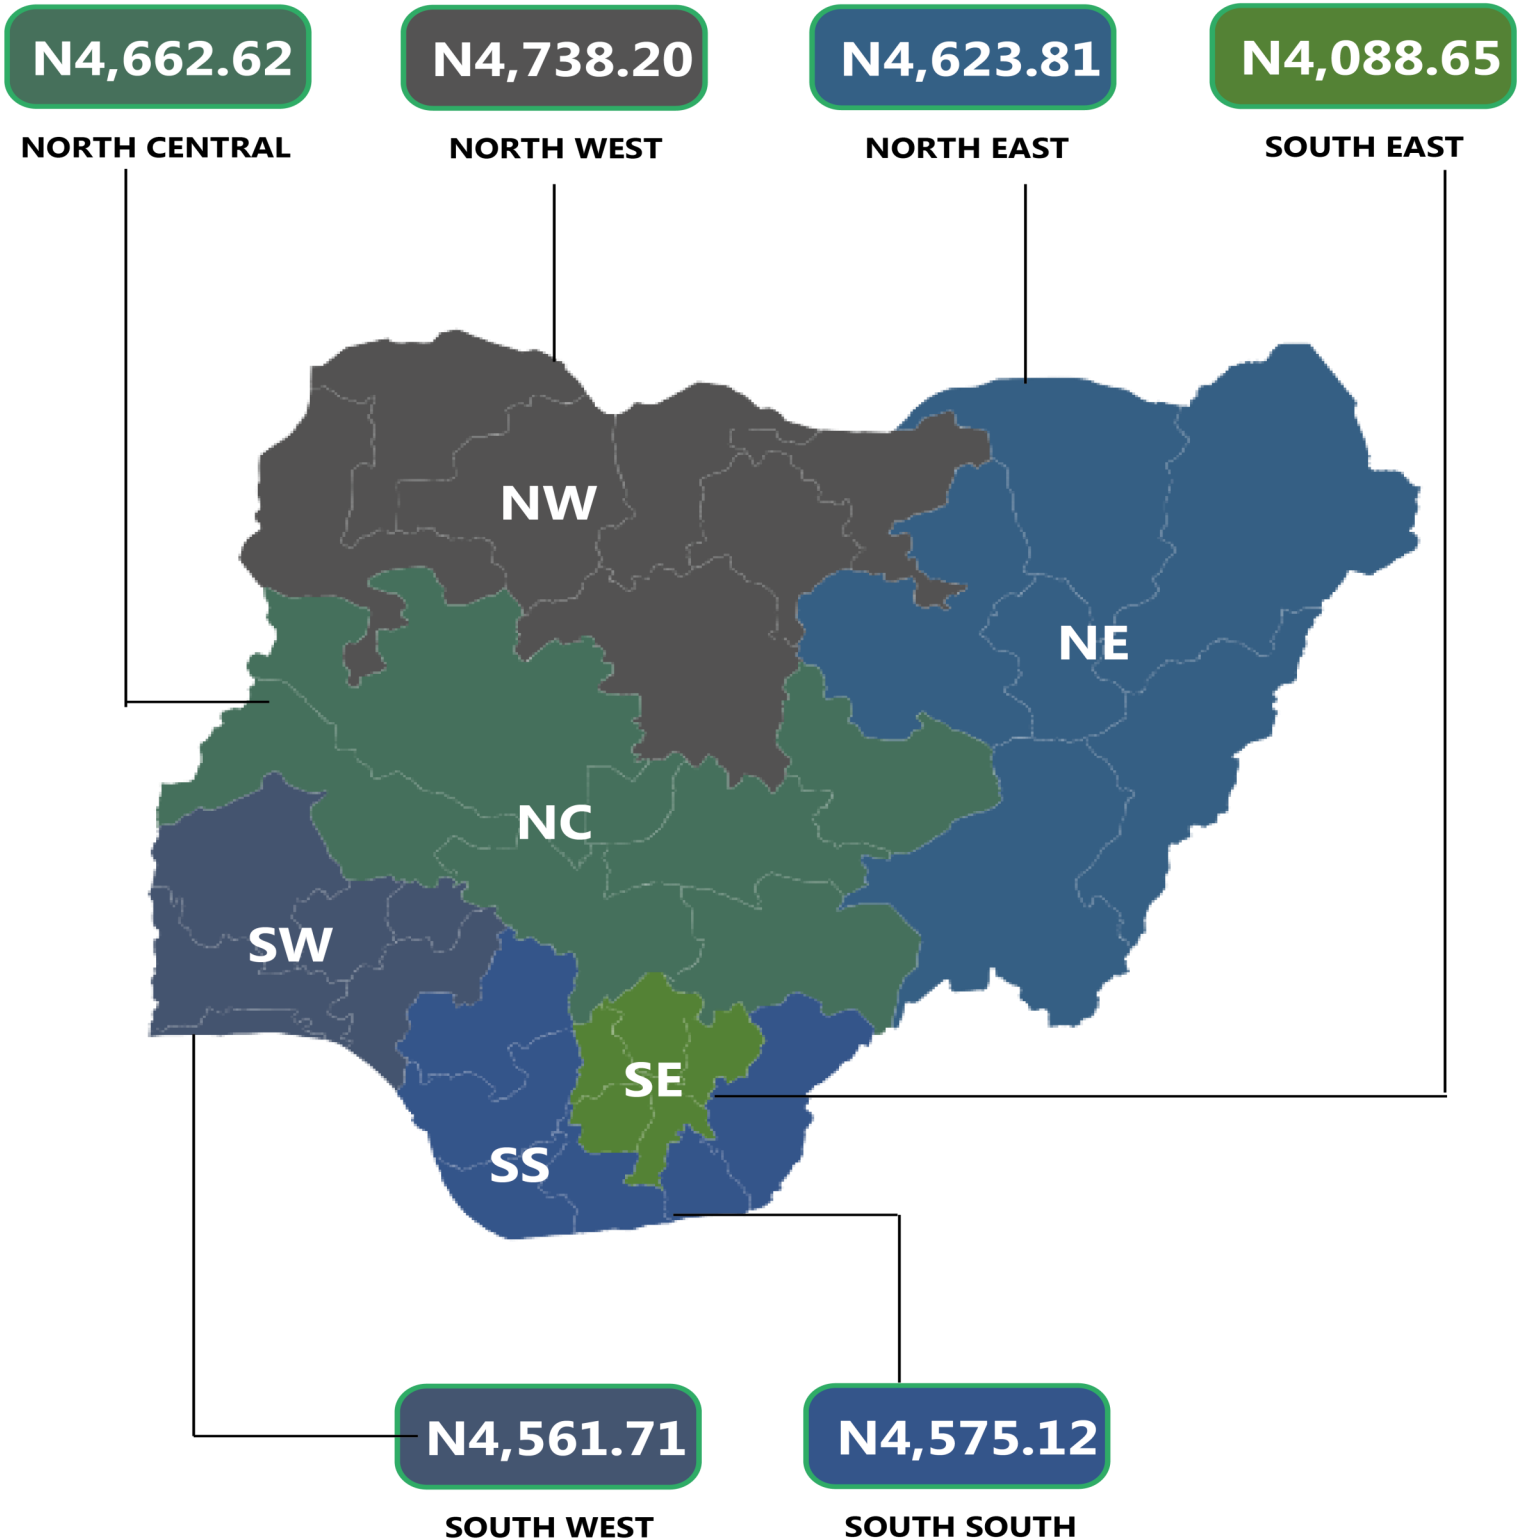 N4,662.62
N4,738.20
N4,623.81
N4,088.65
NORTH CENTRAL
NORTH WEST
NORTH EAST
SOUTH EAST
NW
NE
NC
SW
SE
SS
N4,561.71
N4,575.12
SOUTH WEST
SOUTH SOUTH